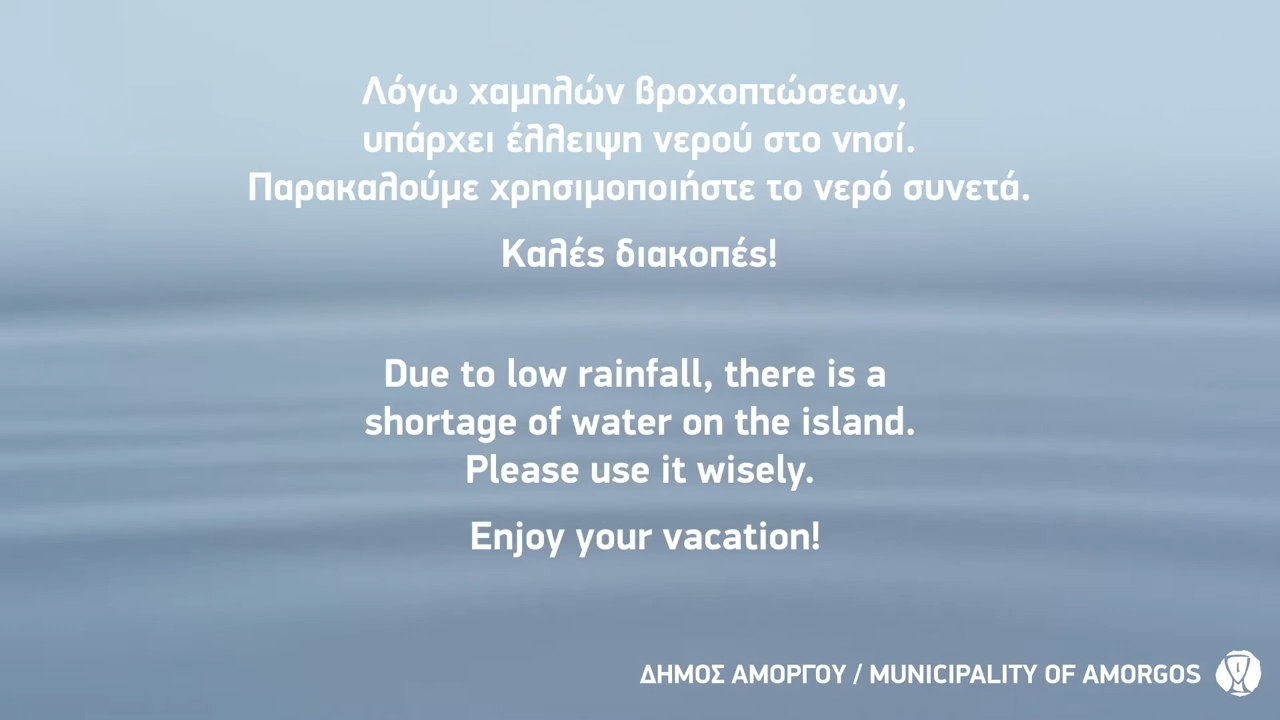 Λόγω χαμηλών βροχοπτώσεων,
υπάρχει έλλειψη νερού στο νησί.
Παρακαλούμε χρησιμοποιήστε το νερό συνετά.
Καλές διακοπές!
Due to low rainfall, there is a
shortage of water on the island.
Please use it wisely.
Enjoy your vacation!
ΔΗΜΟΣ ΑΜΟΡΓΟΥ / MUNICIPALITY OF AMORGOS